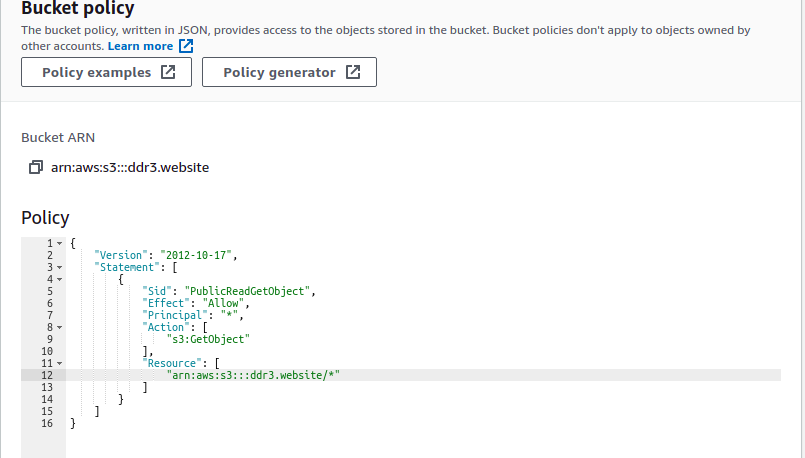 Bucket policy
The bucket policy, written in JSON, provides access to the objects stored in the bucket. Bucket policies don't apply to objects owned by
other accounts. Learn more
Policy examples
Policy generator
Bucket ARN
arn:aws:s3:::ddr3.website
Policy
1 {
2     "Version": "2012-10-17",
3     "Statement": [
4         {
5             "Sid": "PublicReadGetObject",
6             "Effect": "Allow",
7             "Principal": "*",
8             "Action": [
9                 "s3:GetObject"
10             ],
11             "Resource": [
12                 "arn:aws:s3:::ddr3.website/*"
13             ]
14         }
15     ]
16 }